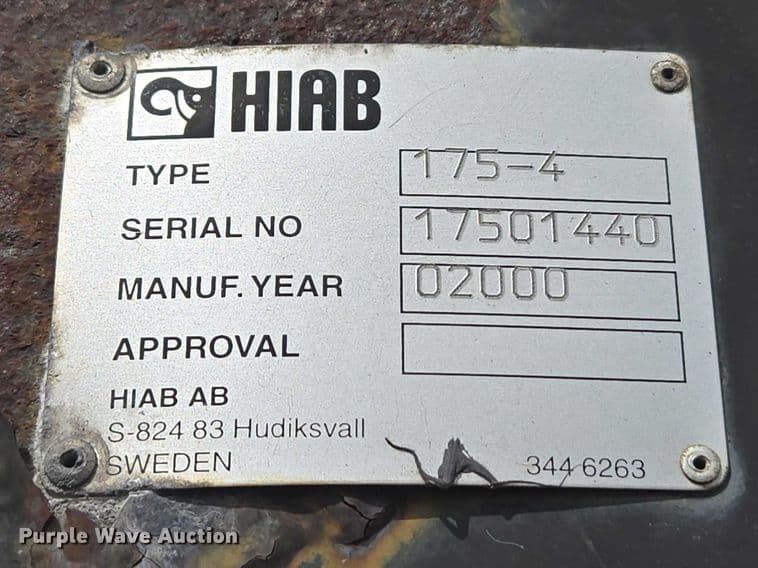 HIAB
TYPE 175-4
SERIAL NO 17501440
MANUF. YEAR 02000
APPROVAL
HIAB AB
S-824 83 Hudiksvall
SWEDEN 344 6263
Purple Wave Auction